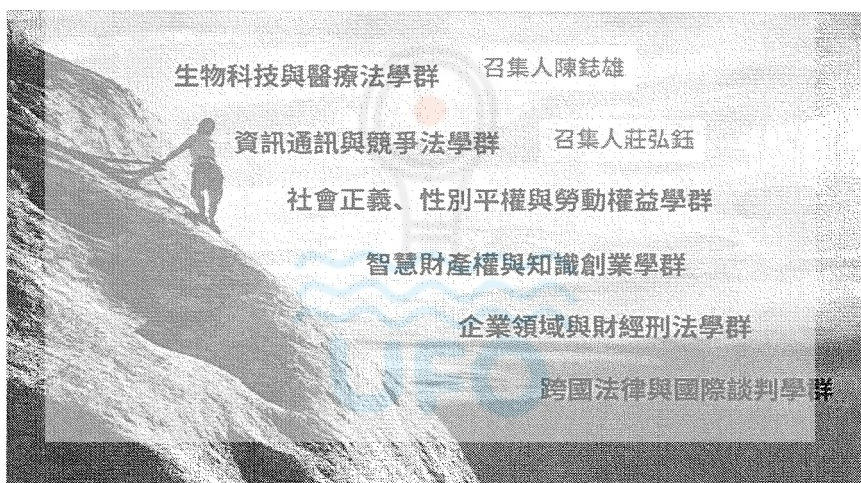 生物科技與醫療法學群 召集人陳鋕雄
資訊通訊與競爭法學群 召集人莊弘鈺
社會正義、性別平權與勞動權益學群
智慧財產權與知識創業學群
企業領域與財經刑法學群
跨國法律與國際談判學群
UFO